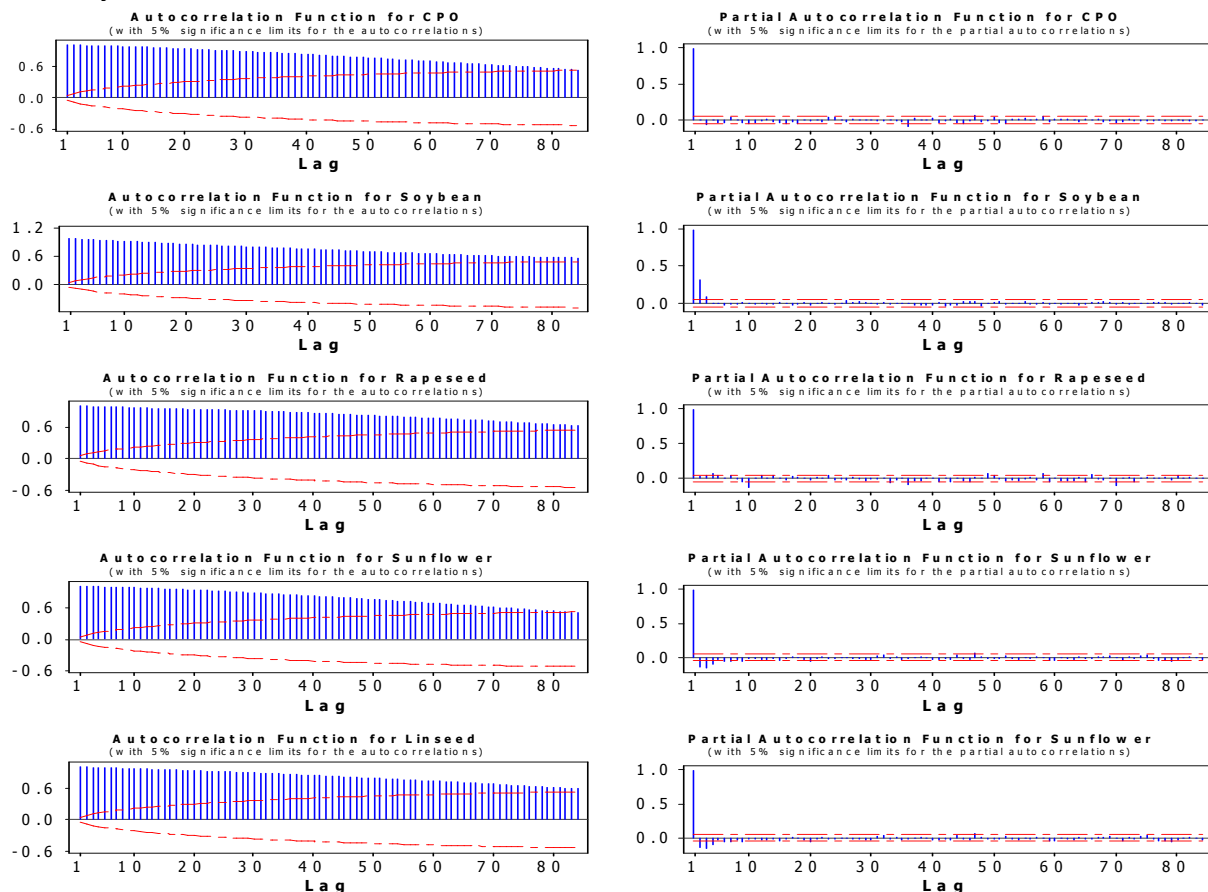 Autocorrelation Function for CPO
(with 5% significance limits for the autocorrelations)
0.6
0.0
-0.6
1 10 20 30 40 50 60 70 80
Lag
Partial Autocorrelation Function for CPO
(with 5% significance limits for the partial autocorrelations)
1.0
0.5
0.0
1 10 20 30 40 50 60 70 80
Lag
Autocorrelation Function for Soybean
(with 5% significance limits for the autocorrelations)
1.2
0.6
0.0
1 10 20 30 40 50 60 70 80
Lag
Partial Autocorrelation Function for Soybean
(with 5% significance limits for the partial autocorrelations)
1.0
0.5
0.0
1 10 20 30 40 50 60 70 80
Lag
Autocorrelation Function for Rapeseed
(with 5% significance limits for the autocorrelations)
0.6
0.0
-0.6
1 10 20 30 40 50 60 70 80
Lag
Partial Autocorrelation Function for Rapeseed
(with 5% significance limits for the partial autocorrelations)
1.0
0.5
0.0
1 10 20 30 40 50 60 70 80
Lag
Autocorrelation Function for Sunflower
(with 5% significance limits for the autocorrelations)
0.6
0.0
-0.6
1 10 20 30 40 50 60 70 80
Lag
Partial Autocorrelation Function for Sunflower
(with 5% significance limits for the partial autocorrelations)
1.0
0.5
0.0
1 10 20 30 40 50 60 70 80
Lag
Autocorrelation Function for Linseed
(with 5% significance limits for the autocorrelations)
0.6
0.0
-0.6
1 10 20 30 40 50 60 70 80
Lag
Partial Autocorrelation Function for Sunflower
(with 5% significance limits for the partial autocorrelations)
1.0
0.5
0.0
1 10 20 30 40 50 60 70 80
Lag